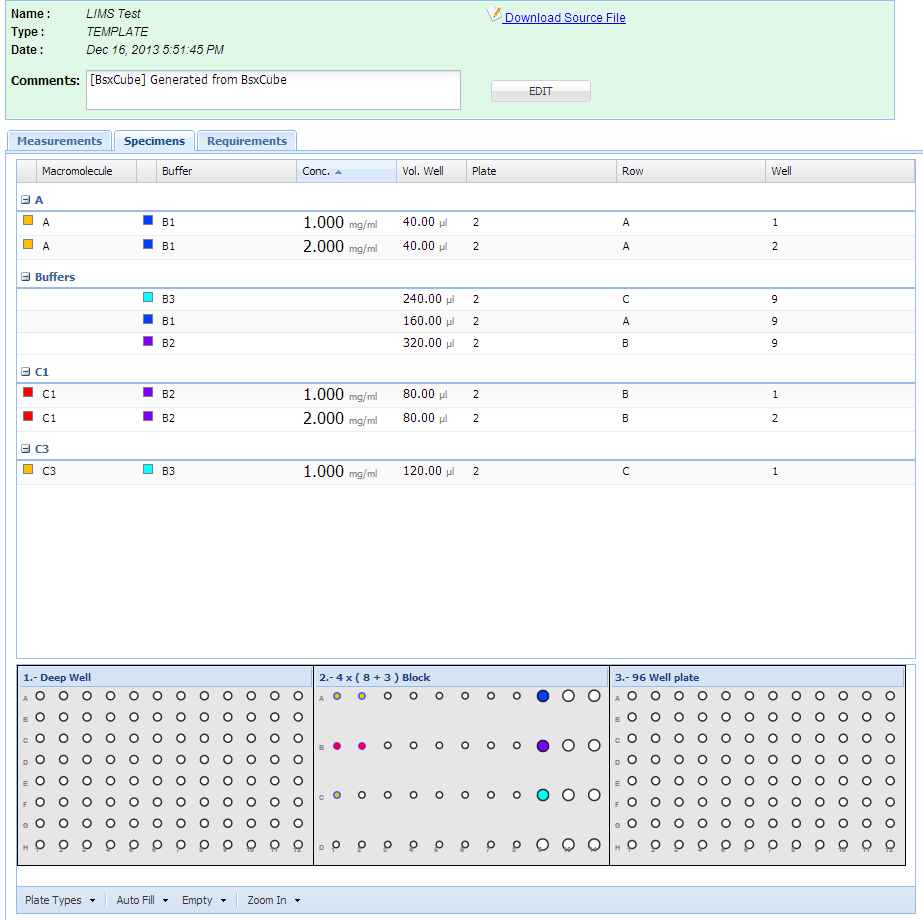 Name : LIMS Test
Download Source File
Type : TEMPLATE
Date : Dec 16, 2013 5:51:45 PM
Comments: [BsxCube] Generated from BsxCube
EDIT
Measurements Specimens Requirements
Macromolecule Buffer Conc. Vol. Well Plate Row Well
A
A B1 1.000 mg/ml 40.00 µl 2 A 1
A B1 2.000 mg/ml 40.00 µl 2 A 2
Buffers
B3 240.00 µl 2 C 9
B1 160.00 µl 2 A 9
B2 320.00 µl 2 B 9
C1
C1 B2 1.000 mg/ml 80.00 µl 2 B 1
C1 B2 2.000 mg/ml 80.00 µl 2 B 2
C3
C3 B3 1.000 mg/ml 120.00 µl 2 C 1
1.- Deep Well
A
B
C
D
E
F
G
H 1 2 3 4 5 6 7 8 9 10 11 12
2.- 4 x ( 8 + 3 ) Block
A
B
C
D 1 2 3 4 5 6 7 8 9 10 11
3.- 96 Well plate
A
B
C
D
E
F
G
H 1 2 3 4 5 6 7 8 9 10 11 12
Plate Types Auto Fill Empty Zoom In